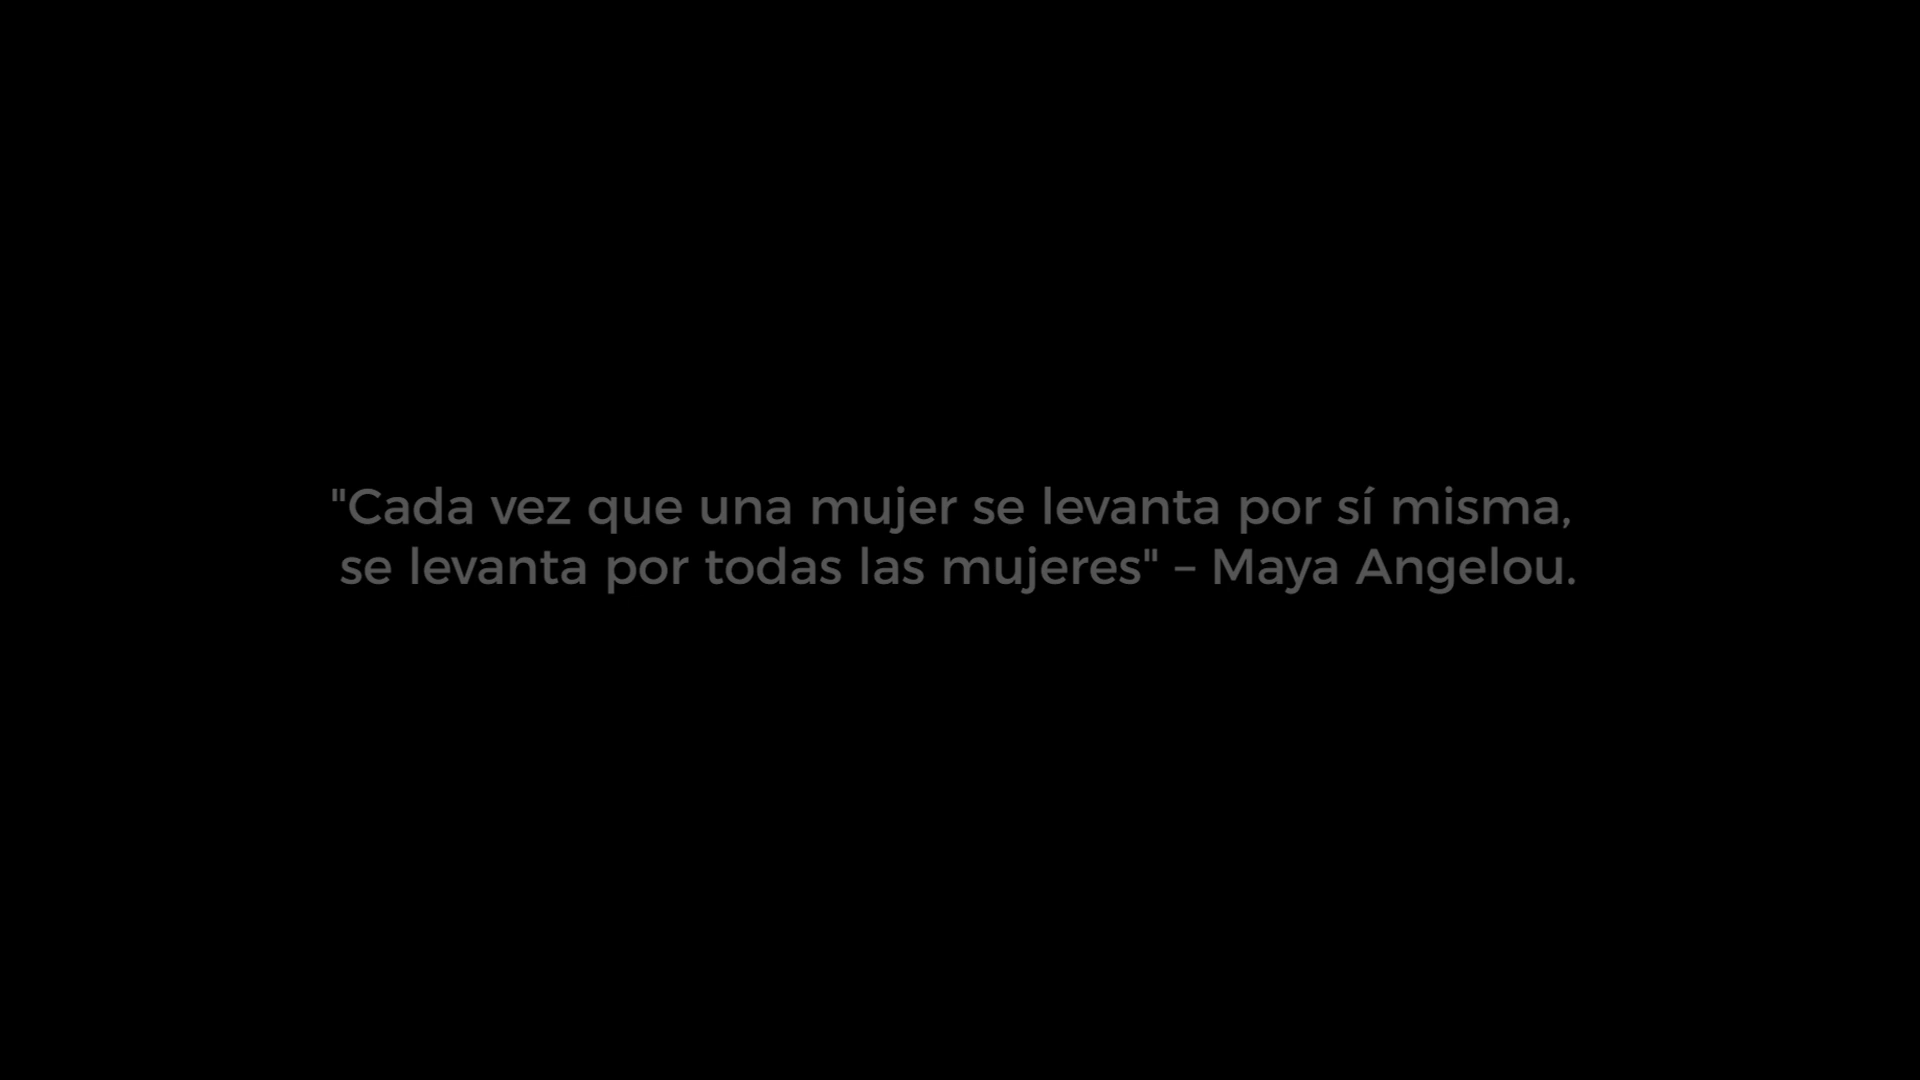 "Cada vez que una mujer se levanta por sí misma,
se levanta por todas las mujeres" – Maya Angelou.